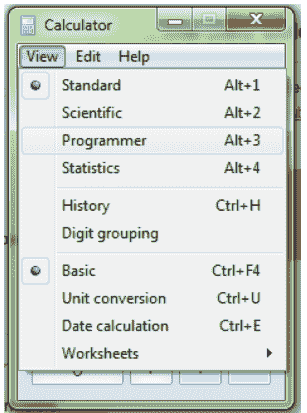 Calculator
View Edit Help
Standard Alt+1
Scientific Alt+2
Programmer Alt+3
Statistics Alt+4
History Ctrl+H
Digit grouping
Basic Ctrl+F4
Unit conversion Ctrl+U
Date calculation Ctrl+E
Worksheets